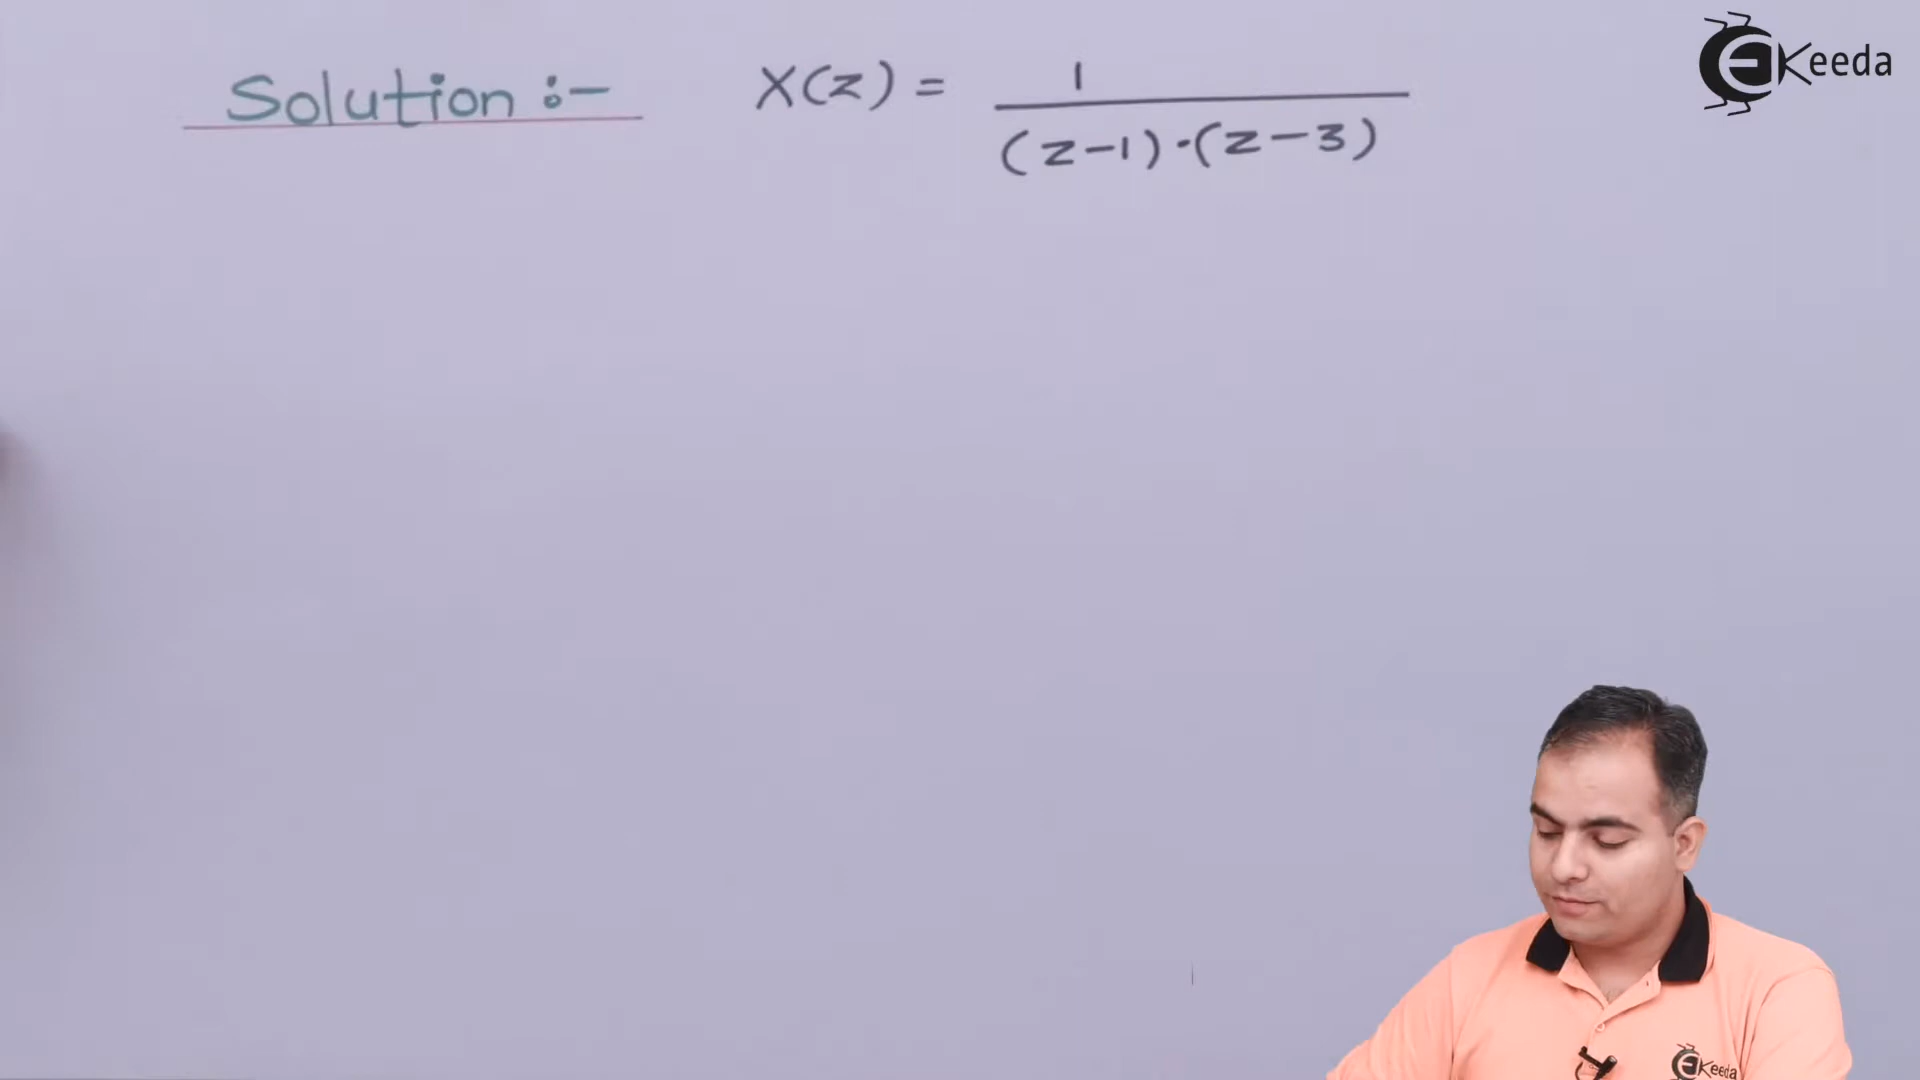 Solution :- X(z) = 1
(z-1)·(z-3)
EKeeda
EKeeda